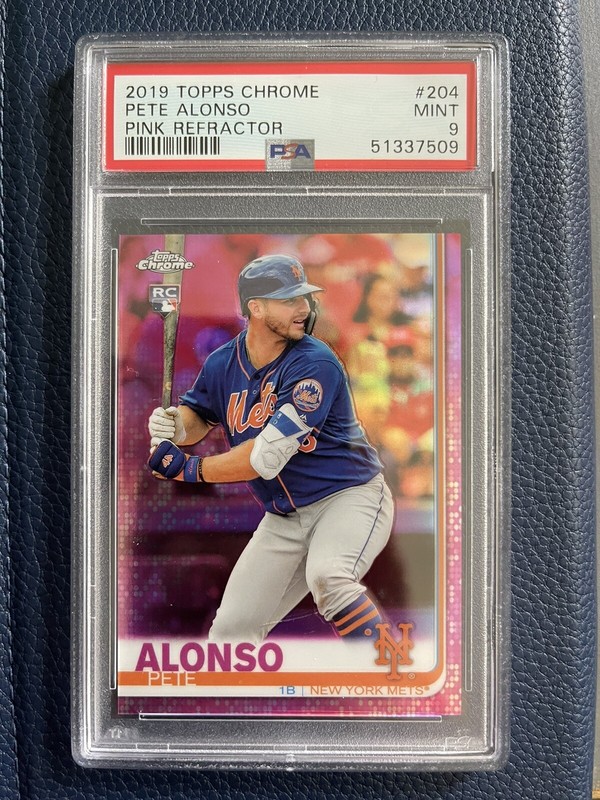 2019 TOPPS CHROME #204
PETE ALONSO MINT
PINK REFRACTOR 9
PSA 51337509
Topps
Chrome
RC
Mets
ALONSO
PETE
1B | NEW YORK METS
NY